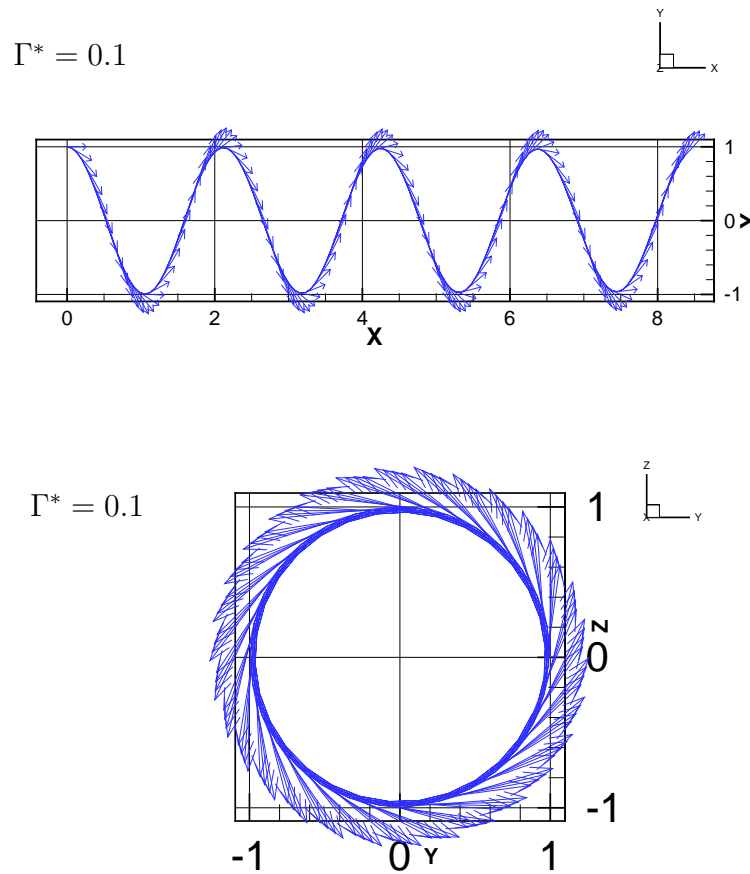 Y
Γ* = 0.1
Z X
1
0 Y
-1
0 2 4 6 8
X
Z
Γ* = 0.1
X Y
1
Z
0
-1
-1 0 Y 1